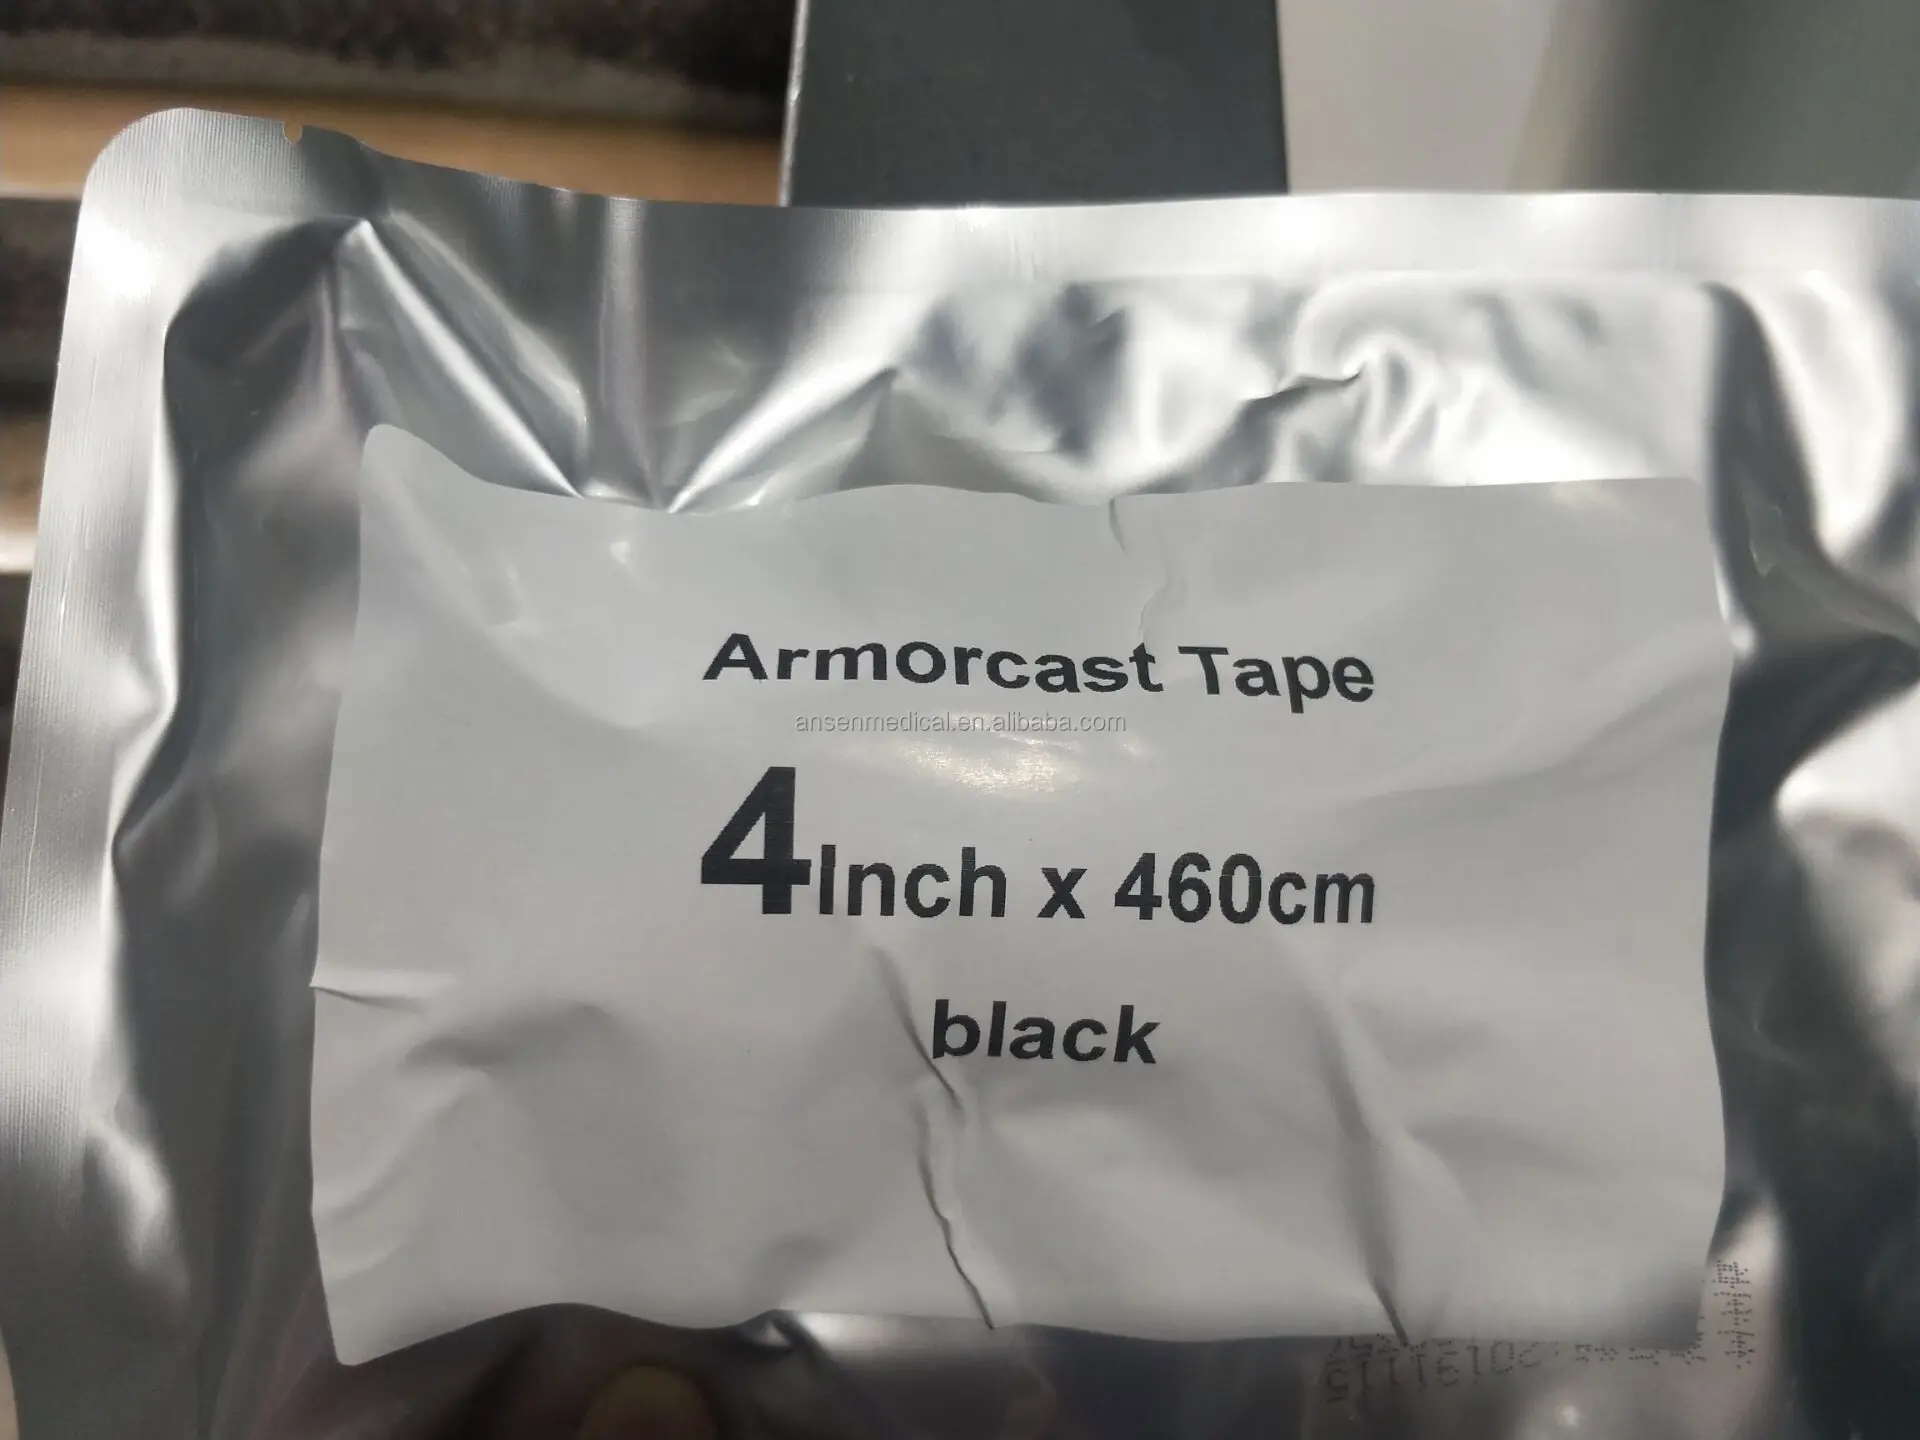 Armorcast Tape
ansenmedical.en.alibaba.com
4Inch x 460cm
black